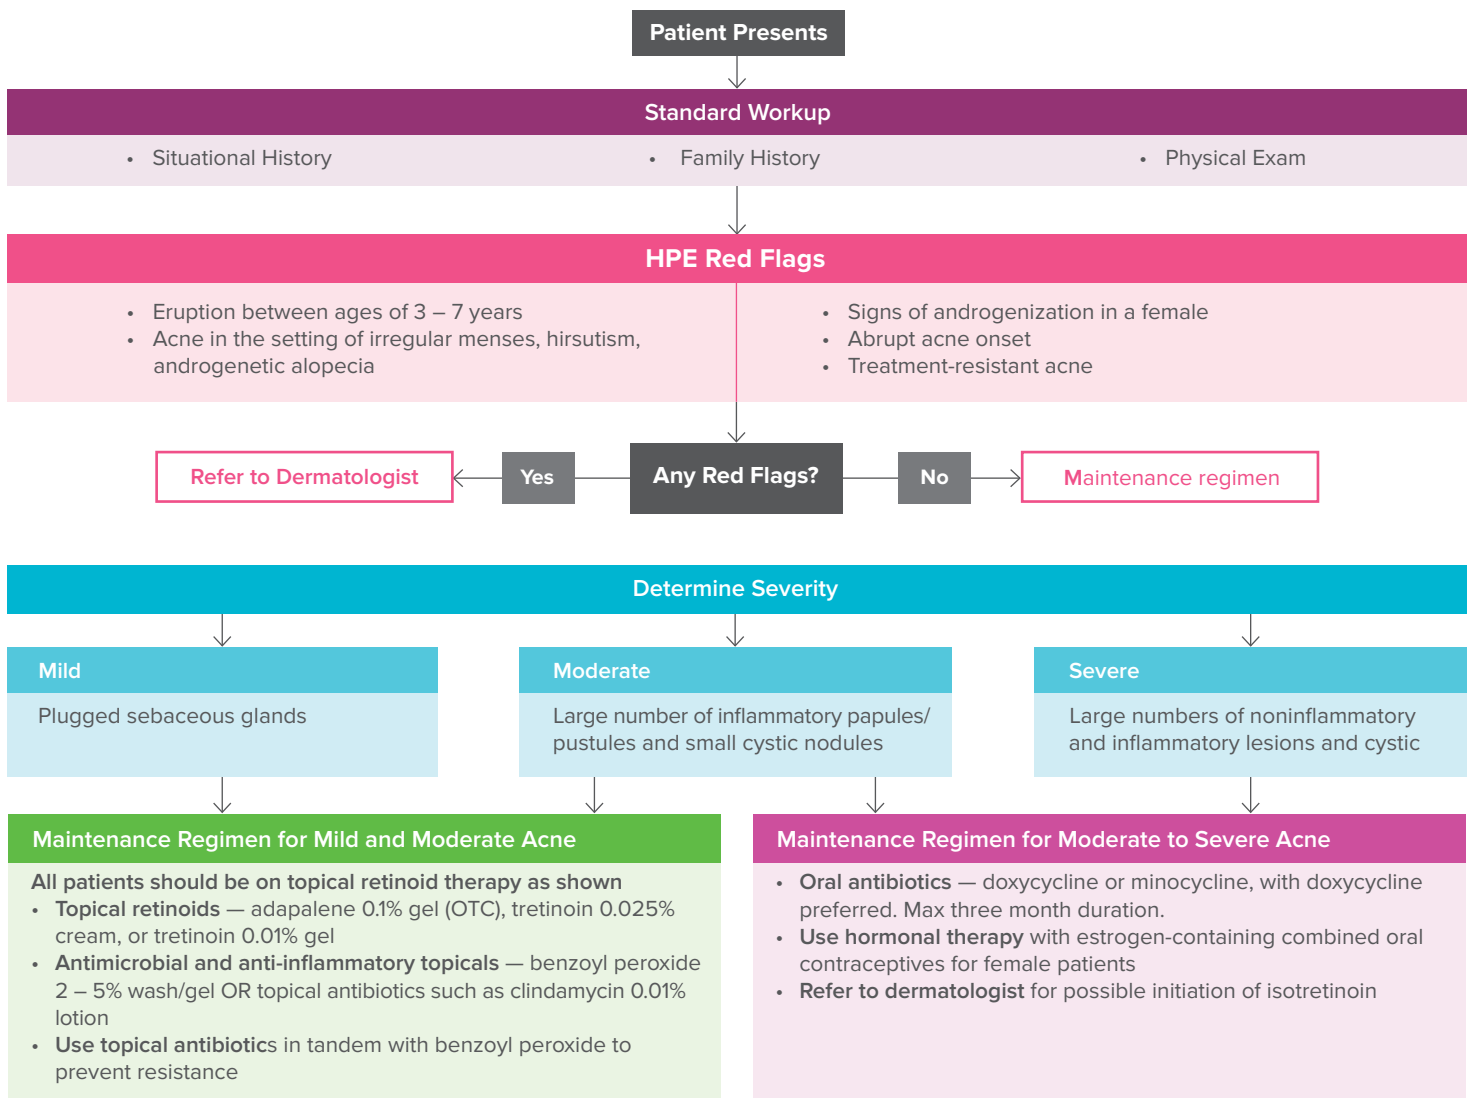 Patient Presents
Standard Workup
• Situational History
• Family History
• Physical Exam
HPE Red Flags
• Eruption between ages of 3 – 7 years
• Acne in the setting of irregular menses, hirsutism,
androgenetic alopecia
• Signs of androgenization in a female
• Abrupt acne onset
• Treatment-resistant acne
Refer to Dermatologist
Yes
Any Red Flags?
No
Maintenance regimen
Determine Severity
Mild
Plugged sebaceous glands
Moderate
Large number of inflammatory papules/
pustules and small cystic nodules
Severe
Large numbers of noninflammatory
and inflammatory lesions and cystic
Maintenance Regimen for Mild and Moderate Acne
All patients should be on topical retinoid therapy as shown
• Topical retinoids — adapalene 0.1% gel (OTC), tretinoin 0.025%
cream, or tretinoin 0.01% gel
• Antimicrobial and anti-inflammatory topicals — benzoyl peroxide
2 – 5% wash/gel OR topical antibiotics such as clindamycin 0.01%
lotion
• Use topical antibiotics in tandem with benzoyl peroxide to
prevent resistance
Maintenance Regimen for Moderate to Severe Acne
• Oral antibiotics — doxycycline or minocycline, with doxycycline
preferred. Max three month duration.
• Use hormonal therapy with estrogen-containing combined oral
contraceptives for female patients
• Refer to dermatologist for possible initiation of isotretinoin